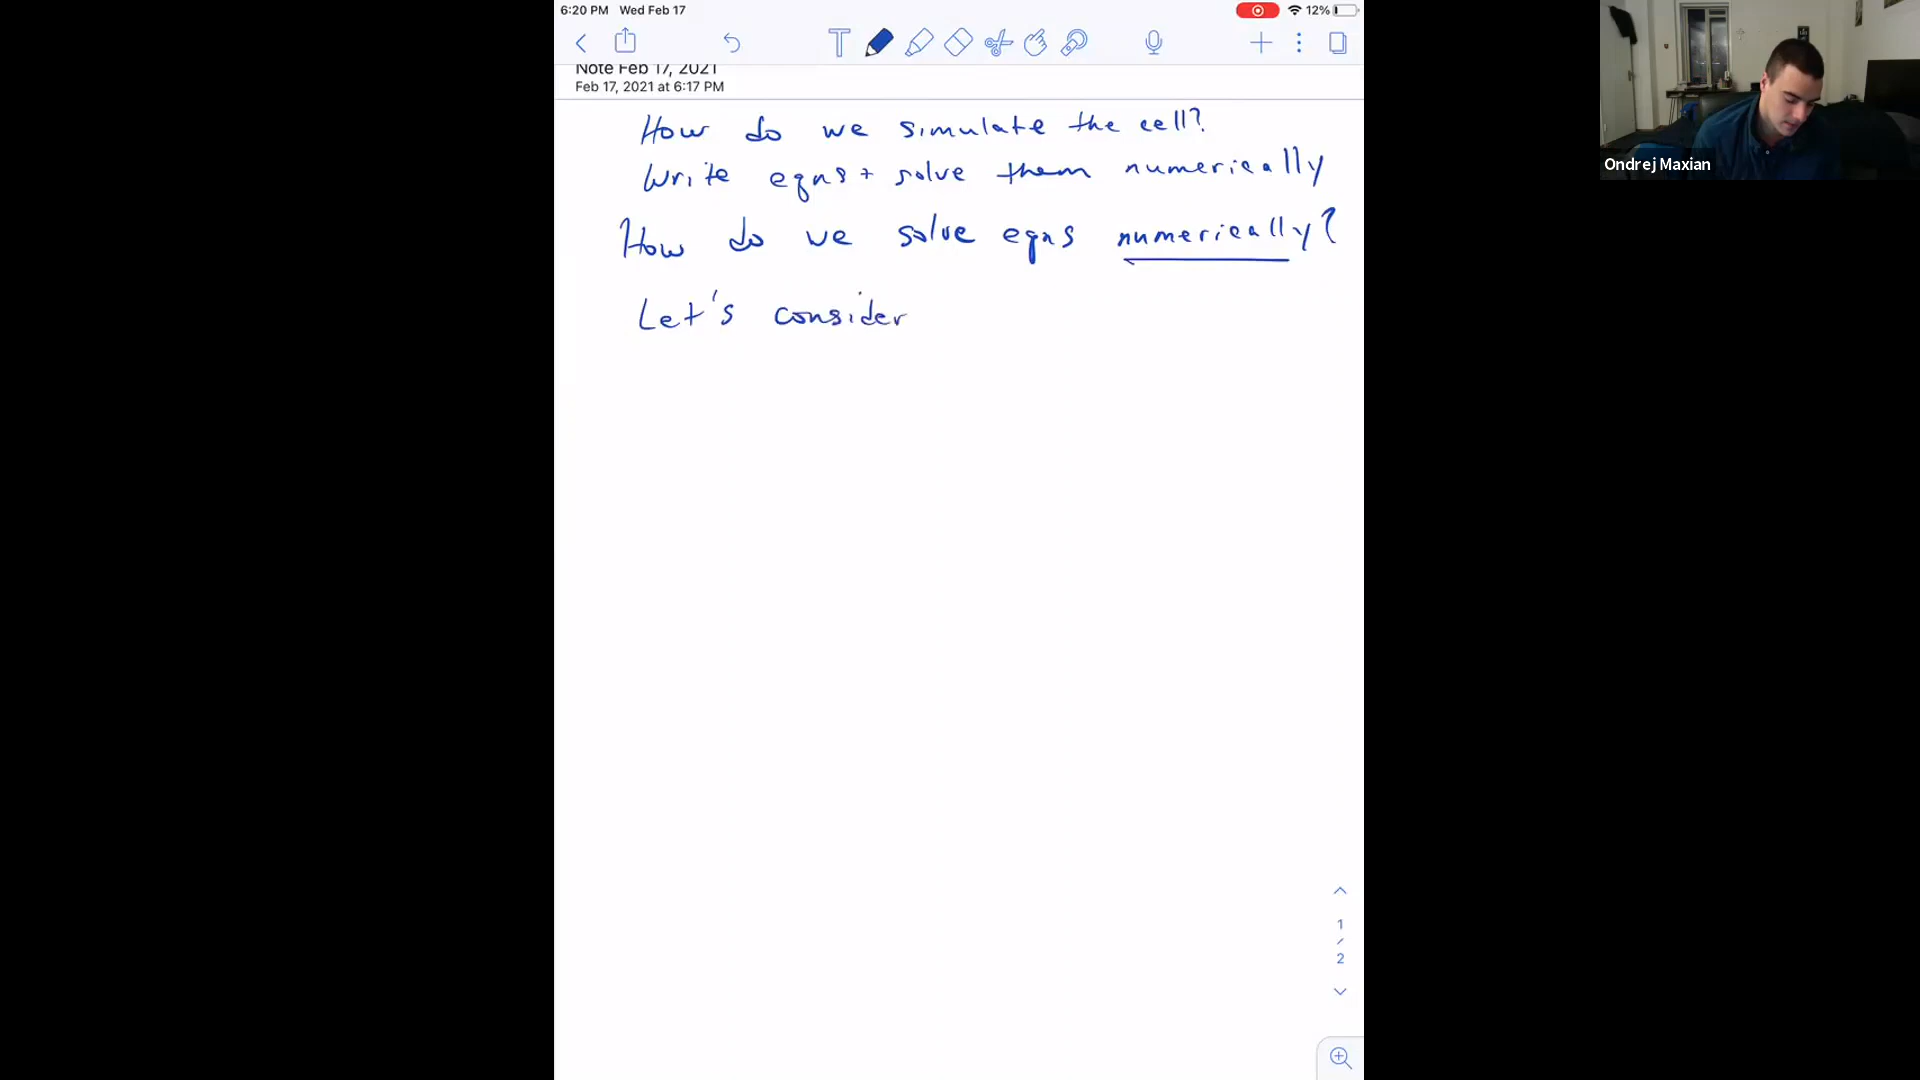 6:20 PM Wed Feb 17
12%
Note Feb 17, 2021
Feb 17, 2021 at 6:17 PM
How do we simulate the cell?
Write eqns + solve them numerically
How do we solve eqns numerically?
Let's consider
Ondrej Maxian
1
/
2